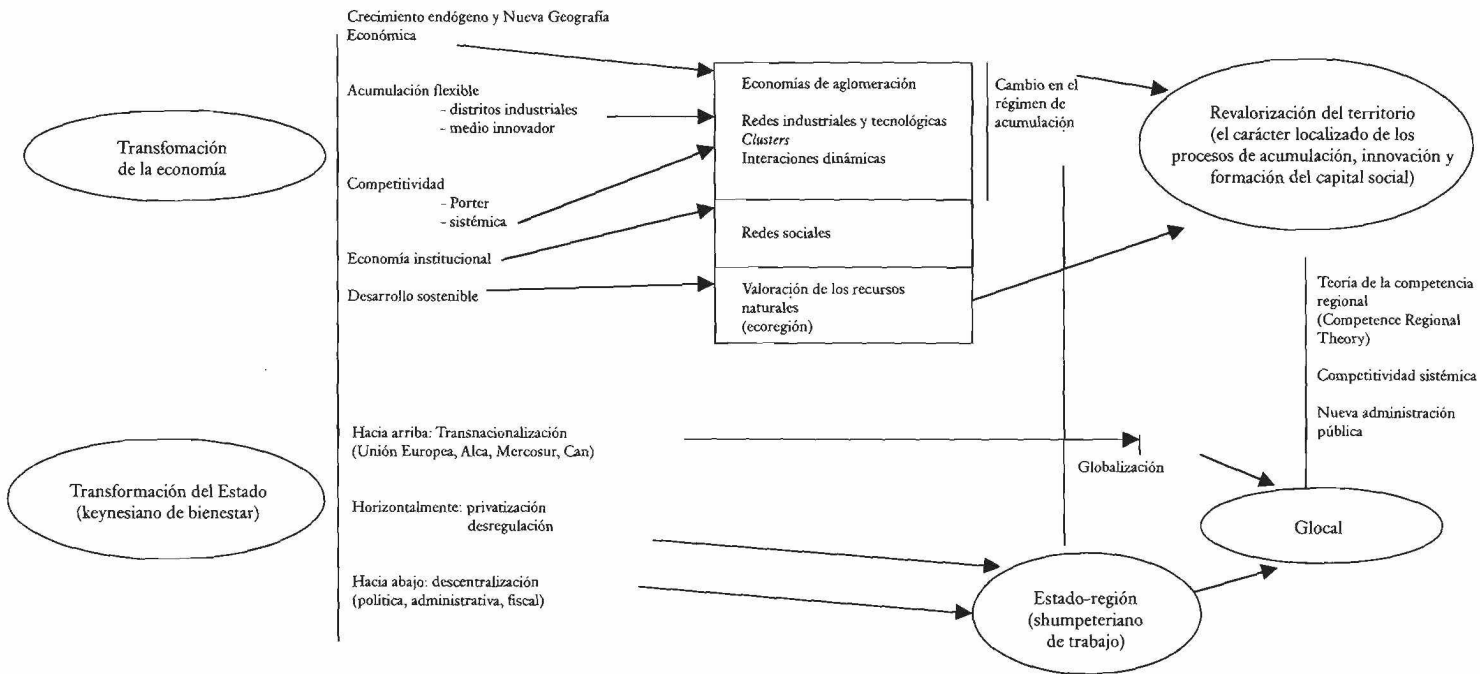 Crecimiento endógeno y Nueva Geografía
Económica
Acumulación flexible
- distritos industriales
- medio innovador
Transfomación
de la economía
Competitividad
- Porter
- sistémica
Economía institucional
Desarrollo sostenible
Economías de aglomeración
Redes industriales y tecnológicas
Clusters
Interaciones dinámicas
Redes sociales
Valoración de los recursos
naturales
(ecoregión)
Cambio en el
régimen de
acumulación
Revalorización del territorio
(el carácter localizado de los
procesos de acumulación, innovación y
formación del capital social)
Teoría de la competencia
regional
(Competence Regional
Theory)
Competitividad sistémica
Nueva administración
pública
Transformación del Estado
(keynesiano de bienestar)
Hacia arriba: Transnacionalización
(Unión Europea, Alca, Mercosur, Can)
Horizontalmente: privatización
desregulación
Hacia abajo: descentralización
(política, administrativa, fiscal)
Globalización
Glocal
Estado-región
(shumpeteriano
de trabajo)